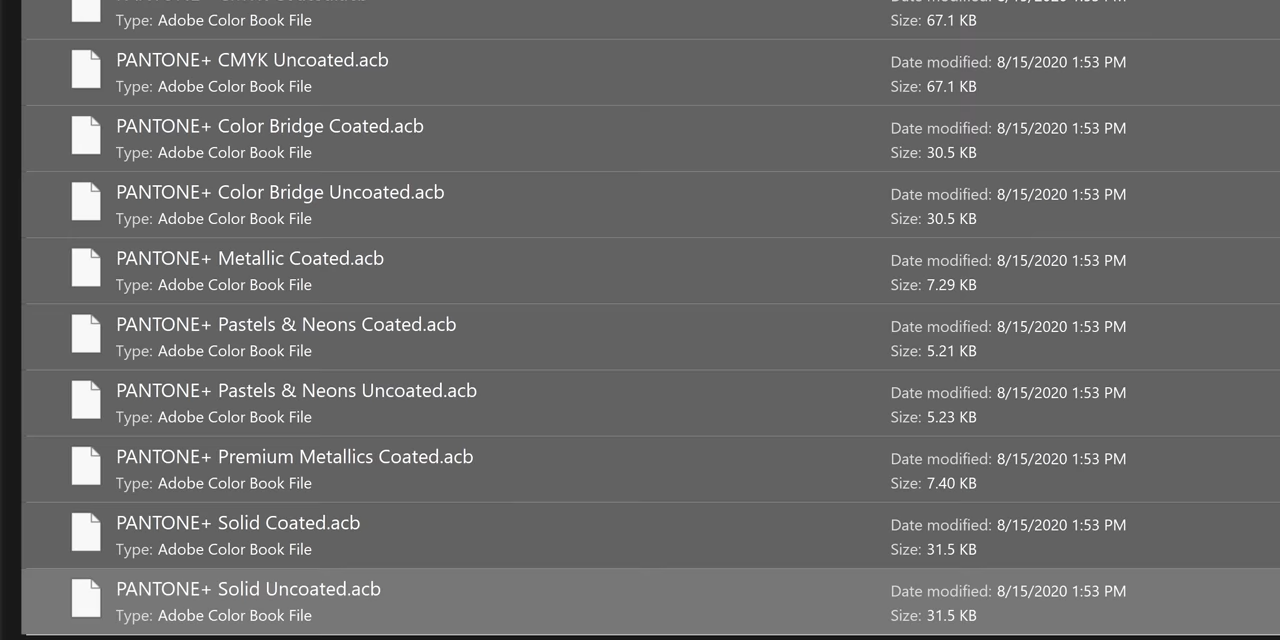 Type: Adobe Color Book File Size: 67.1 KB
PANTONE+ CMYK Uncoated.acb Date modified: 8/15/2020 1:53 PM
Type: Adobe Color Book File Size: 67.1 KB
PANTONE+ Color Bridge Coated.acb Date modified: 8/15/2020 1:53 PM
Type: Adobe Color Book File Size: 30.5 KB
PANTONE+ Color Bridge Uncoated.acb Date modified: 8/15/2020 1:53 PM
Type: Adobe Color Book File Size: 30.5 KB
PANTONE+ Metallic Coated.acb Date modified: 8/15/2020 1:53 PM
Type: Adobe Color Book File Size: 7.29 KB
PANTONE+ Pastels & Neons Coated.acb Date modified: 8/15/2020 1:53 PM
Type: Adobe Color Book File Size: 5.21 KB
PANTONE+ Pastels & Neons Uncoated.acb Date modified: 8/15/2020 1:53 PM
Type: Adobe Color Book File Size: 5.23 KB
PANTONE+ Premium Metallics Coated.acb Date modified: 8/15/2020 1:53 PM
Type: Adobe Color Book File Size: 7.40 KB
PANTONE+ Solid Coated.acb Date modified: 8/15/2020 1:53 PM
Type: Adobe Color Book File Size: 31.5 KB
PANTONE+ Solid Uncoated.acb Date modified: 8/15/2020 1:53 PM
Type: Adobe Color Book File Size: 31.5 KB